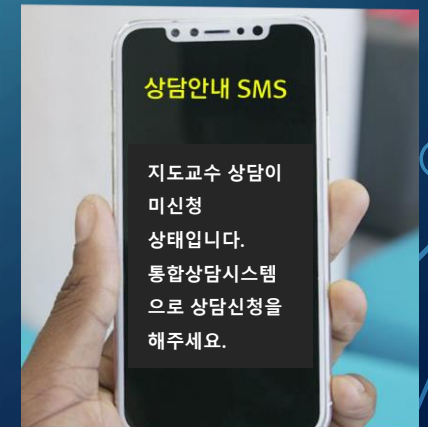 상담안내 SMS
지도교수 상담이
미신청
상태입니다.
통합상담시스템
으로 상담신청을
해주세요.